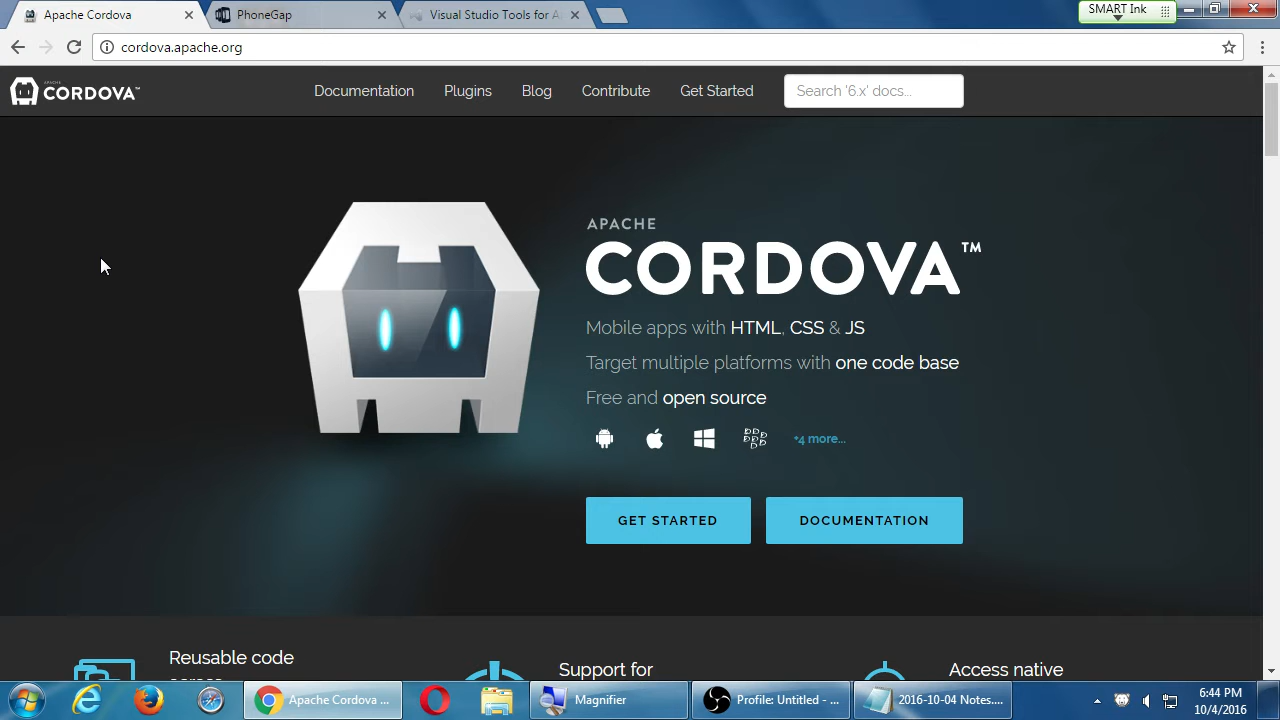 Apache Cordova
PhoneGap
Visual Studio Tools for A
SMART Ink
cordova.apache.org
APACHE
CORDOVA™
Documentation
Plugins
Blog
Contribute
Get Started
Search '6.x' docs...
APACHE
CORDOVA™
Mobile apps with HTML, CSS & JS
Target multiple platforms with one code base
Free and open source
+4 more...
GET STARTED
DOCUMENTATION
Reusable code
across
Support for
Access native
Apache Cordova ...
Magnifier
Profile: Untitled - ...
2016-10-04 Notes....
6:44 PM
10/4/2016